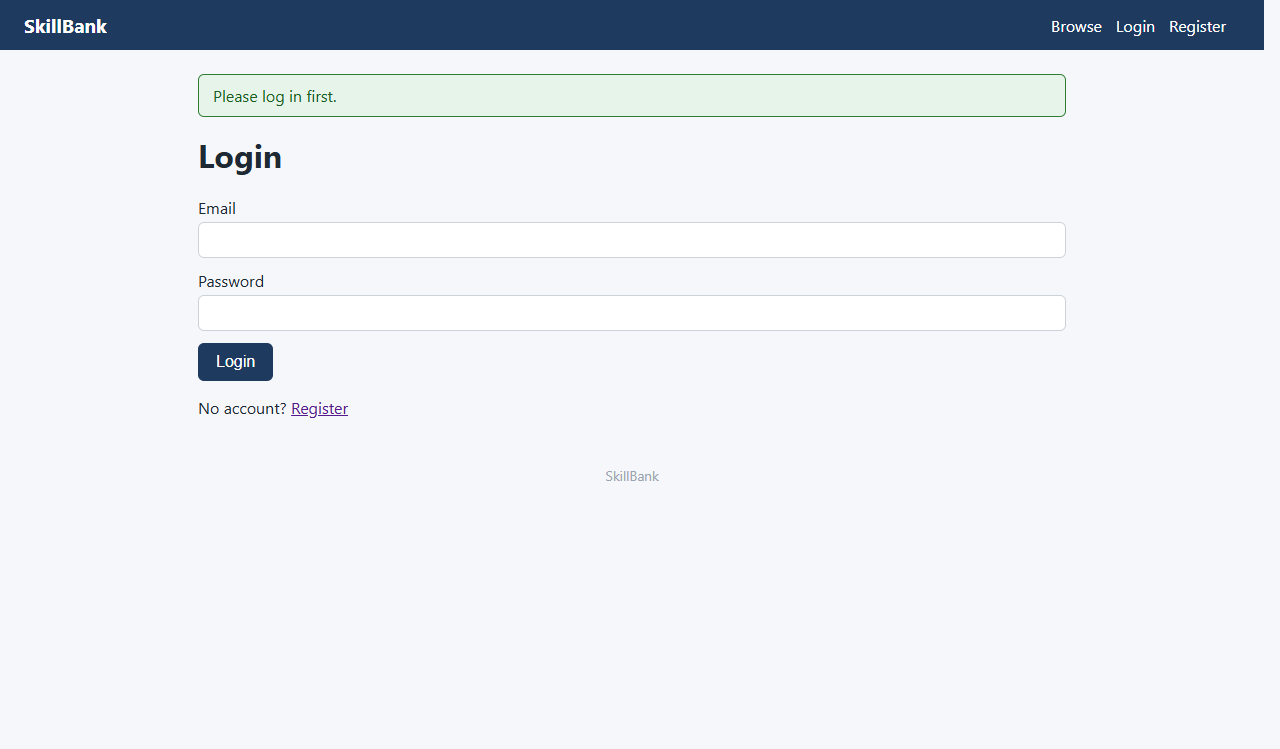 SkillBank
Browse Login Register
Please log in first.
Login
Email
Password
Login
No account? Register
SkillBank